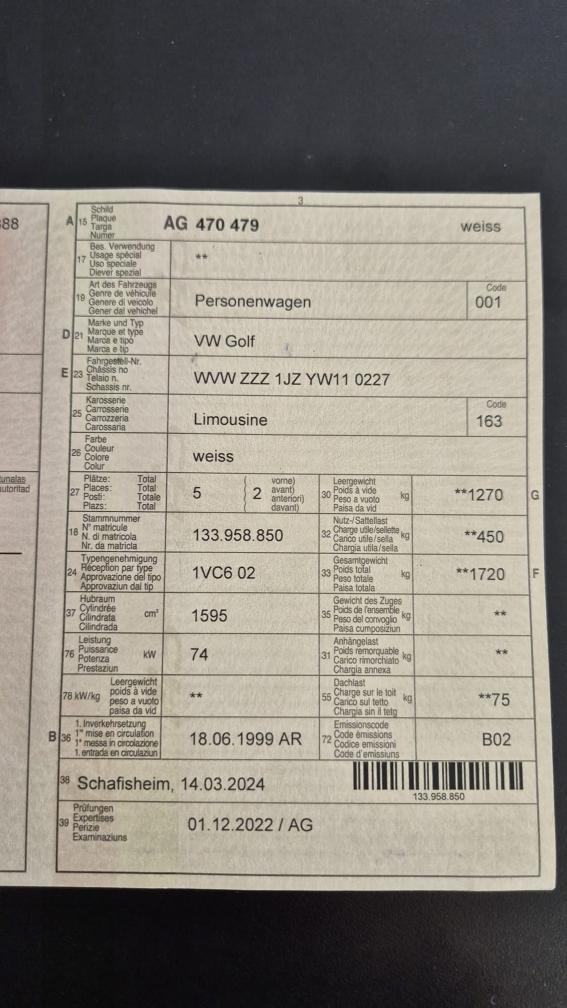 3
388
A 15 Schild
Plaque
Targa
Numer
AG 470 479 weiss
17 Bes. Verwendung
Usage spécial
Uso speciale
Diever spezial
**
19 Art des Fahrzeugs
Genre de véhicule
Genere di veicolo
Gener dal vehichel
Personenwagen
Code
001
D 21 Marke und Typ
Marque et type
Marca e tipo
Marca e tip
VW Golf
E 23 Fahrgestell-Nr.
Châssis no
Telaio n.
Schassis nr.
WVW ZZZ 1JZ YW11 0227
25 Karosserie
Carrosserie
Carrozzeria
Carossaria
Limousine
Code
163
26 Farbe
Couleur
Colore
Colur
weiss
27 Plätze: Total
Places: Total
Posti: Totale
Plazs: Total
5
2
vorne)
avant)
anteriori)
davant)
30 Leergewicht
Poids à vide
Peso a vuoto
Paisa da vid
kg
**1270 G
18 Stammnummer
N° matricule
N. di matricola
Nr. da matricla
133.958.850
32 Nutz-/Sattellast
Charge utile/sellette
Carico utile/sella
Chargia utila/sella
kg
**450
24 Typengenehmigung
Réception par type
Approvazione del tipo
Approvaziun dal tip
1VC6 02
33 Gesamtgewicht
Poids total
Peso totale
Paisa totala
kg
**1720 F
37 Hubraum
Cylindrée
Cilindrata
Cilindrada
cm³
1595
35 Gewicht des Zuges
Poids de l'ensemble
Peso del convoglio
Paisa cumposiziun
kg
**
76 Leistung
Puissance
Potenza
Prestaziun
kW
74
31 Anhängelast
Poids remorquable
Carico rimorchiato
Chargia annexa
kg
**
78 kW/kg
Leergewicht
poids à vide
peso a vuoto
paisa da vid
**
55 Dachlast
Charge sur le toit
Carico sul tetto
Chargia sin il tetg
kg
**75
B 36 1. Inverkehrsetzung
1re mise en circulation
1a messa in circolazione
1. entrada en circulaziun
18.06.1999 AR
72 Emissionscode
Code émissions
Codice emissioni
Code d'emissiuns
B02
38 Schafisheim, 14.03.2024
133.958.850
39 Prüfungen
Expertises
Perizie
Examinaziuns
01.12.2022 / AG